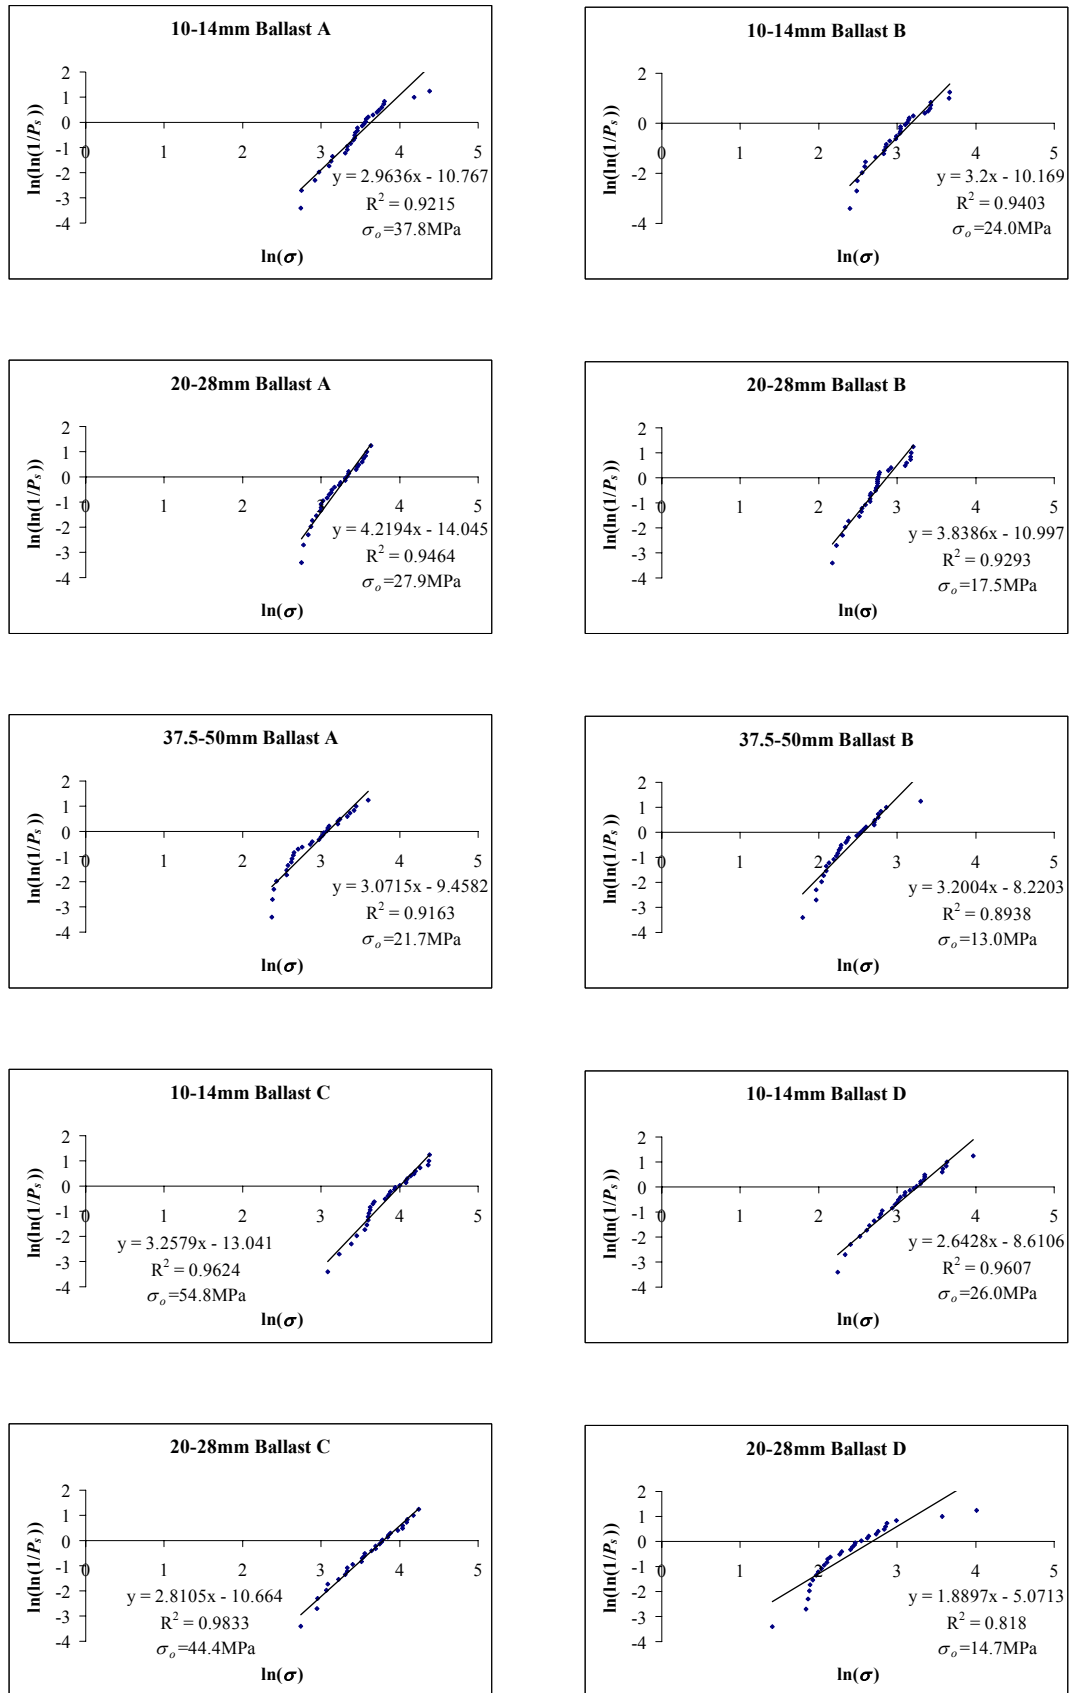 10-14mm Ballast A
2
1
0
-1
-2
-3
-4
0 1 2 3 4 5
ln(ln(1/Ps))
y = 2.9636x - 10.767
R2 = 0.9215
σo=37.8MPa
ln(σ)
10-14mm Ballast B
2
1
0
-1
-2
-3
-4
0 1 2 3 4 5
ln(ln(1/Ps))
y = 3.2x - 10.169
R2 = 0.9403
σo=24.0MPa
ln(σ)
20-28mm Ballast A
2
1
0
-1
-2
-3
-4
0 1 2 3 4 5
ln(ln(1/Ps))
y = 4.2194x - 14.045
R2 = 0.9464
σo=27.9MPa
ln(σ)
20-28mm Ballast B
2
1
0
-1
-2
-3
-4
0 1 2 3 4 5
ln(ln(1/Ps))
y = 3.8386x - 10.997
R2 = 0.9293
σo=17.5MPa
ln(σ)
37.5-50mm Ballast A
2
1
0
-1
-2
-3
-4
0 1 2 3 4 5
ln(ln(1/Ps))
y = 3.0715x - 9.4582
R2 = 0.9163
σo=21.7MPa
ln(σ)
37.5-50mm Ballast B
2
1
0
-1
-2
-3
-4
0 1 2 3 4 5
ln(ln(1/Ps))
y = 3.2004x - 8.2203
R2 = 0.8938
σo=13.0MPa
ln(σ)
10-14mm Ballast C
2
1
0
-1
-2
-3
-4
0 1 2 3 4 5
ln(ln(1/Ps))
y = 3.2579x - 13.041
R2 = 0.9624
σo=54.8MPa
ln(σ)
10-14mm Ballast D
2
1
0
-1
-2
-3
-4
0 1 2 3 4 5
ln(ln(1/Ps))
y = 2.6428x - 8.6106
R2 = 0.9607
σo=26.0MPa
ln(σ)
20-28mm Ballast C
2
1
0
-1
-2
-3
-4
0 1 2 3 4 5
ln(ln(1/Ps))
y = 2.8105x - 10.664
R2 = 0.9833
σo=44.4MPa
ln(σ)
20-28mm Ballast D
2
1
0
-1
-2
-3
-4
0 1 2 3 4 5
ln(ln(1/Ps))
y = 1.8897x - 5.0713
R2 = 0.818
σo=14.7MPa
ln(σ)